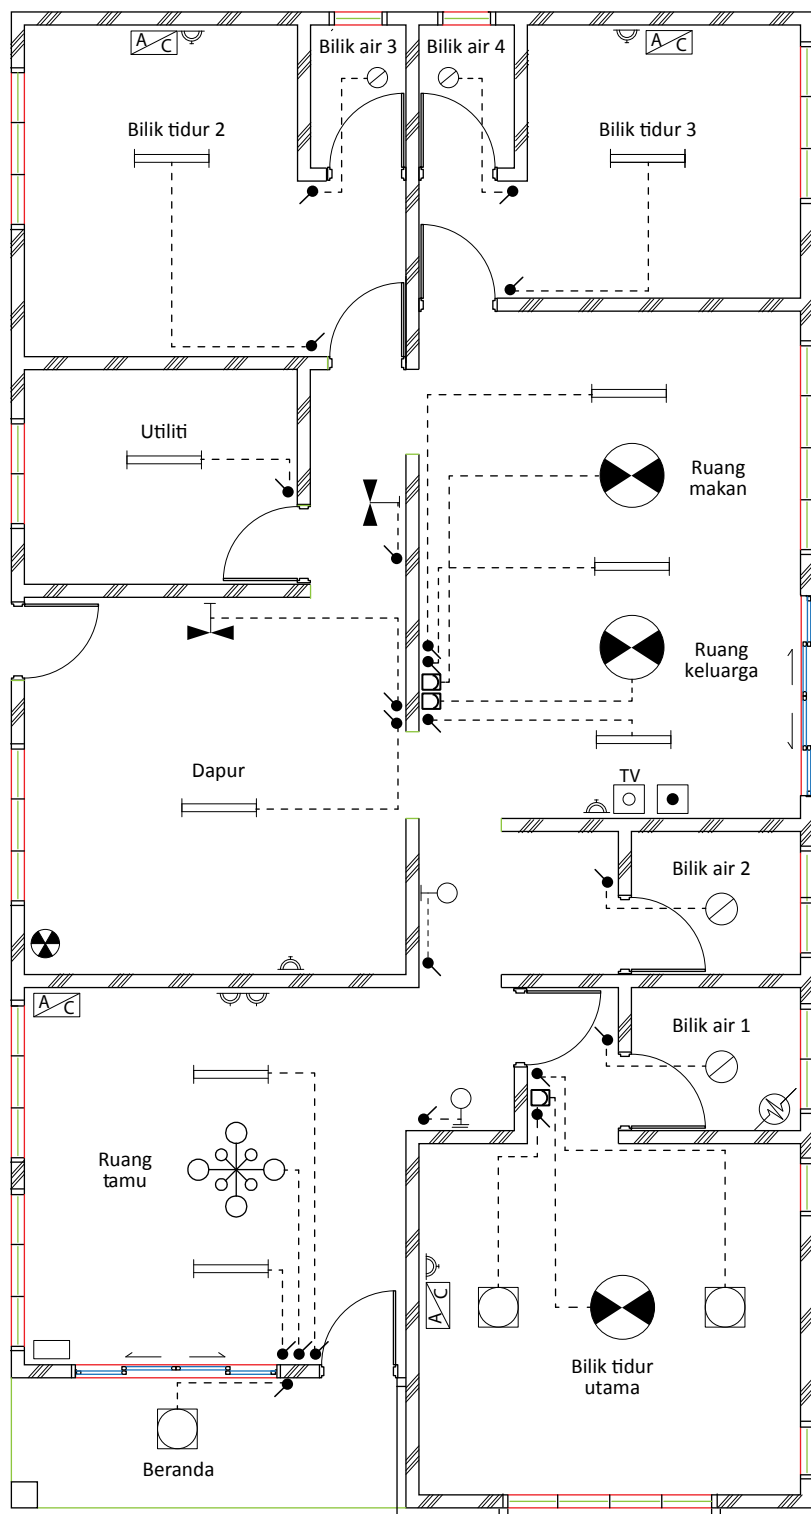 A C
Bilik air 3
Bilik air 4
A C
Bilik tidur 2
Bilik tidur 3
Utiliti
Ruang
makan
Ruang
keluarga
Dapur
TV
Bilik air 2
A C
Bilik air 1
Ruang
tamu
A C
Bilik tidur
utama
Beranda